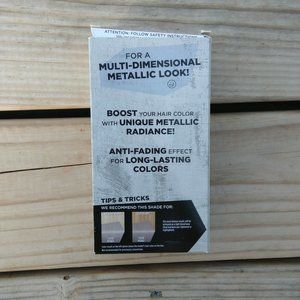 ATTENTION: FOLLOW SAFETY INSTRUCTIONS
FOR A
MULTI-DIMENSIONAL
METALLIC LOOK!
BOOST YOUR HAIR COLOR
WITH UNIQUE METALLIC
RADIANCE!
ANTI-FADING EFFECT
FOR LONG-LASTING
COLORS
TIPS & TRICKS
WE RECOMMEND THIS SHADE FOR: